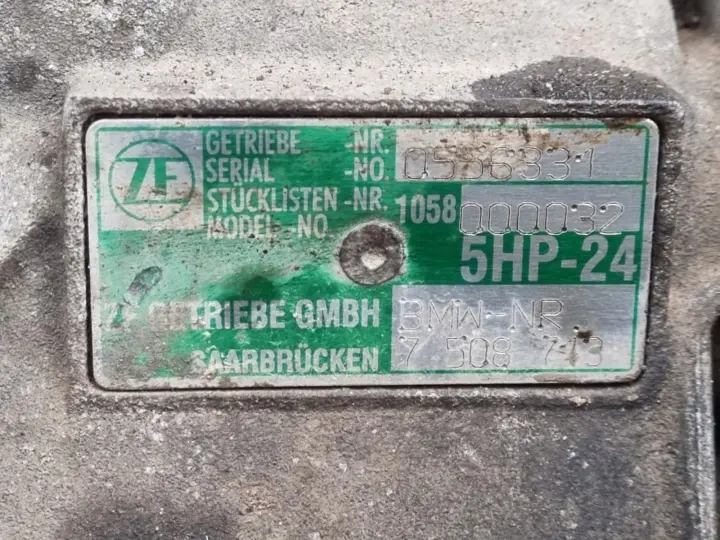 ZF
GETRIEBE -NR.
SERIAL -NO. 0556331
STÜCKLISTEN -NR. 1058
MODEL -NO 000032
5HP-24
ZF GETRIEBE GMBH BMW-NR
SAARBRÜCKEN 7 508 713